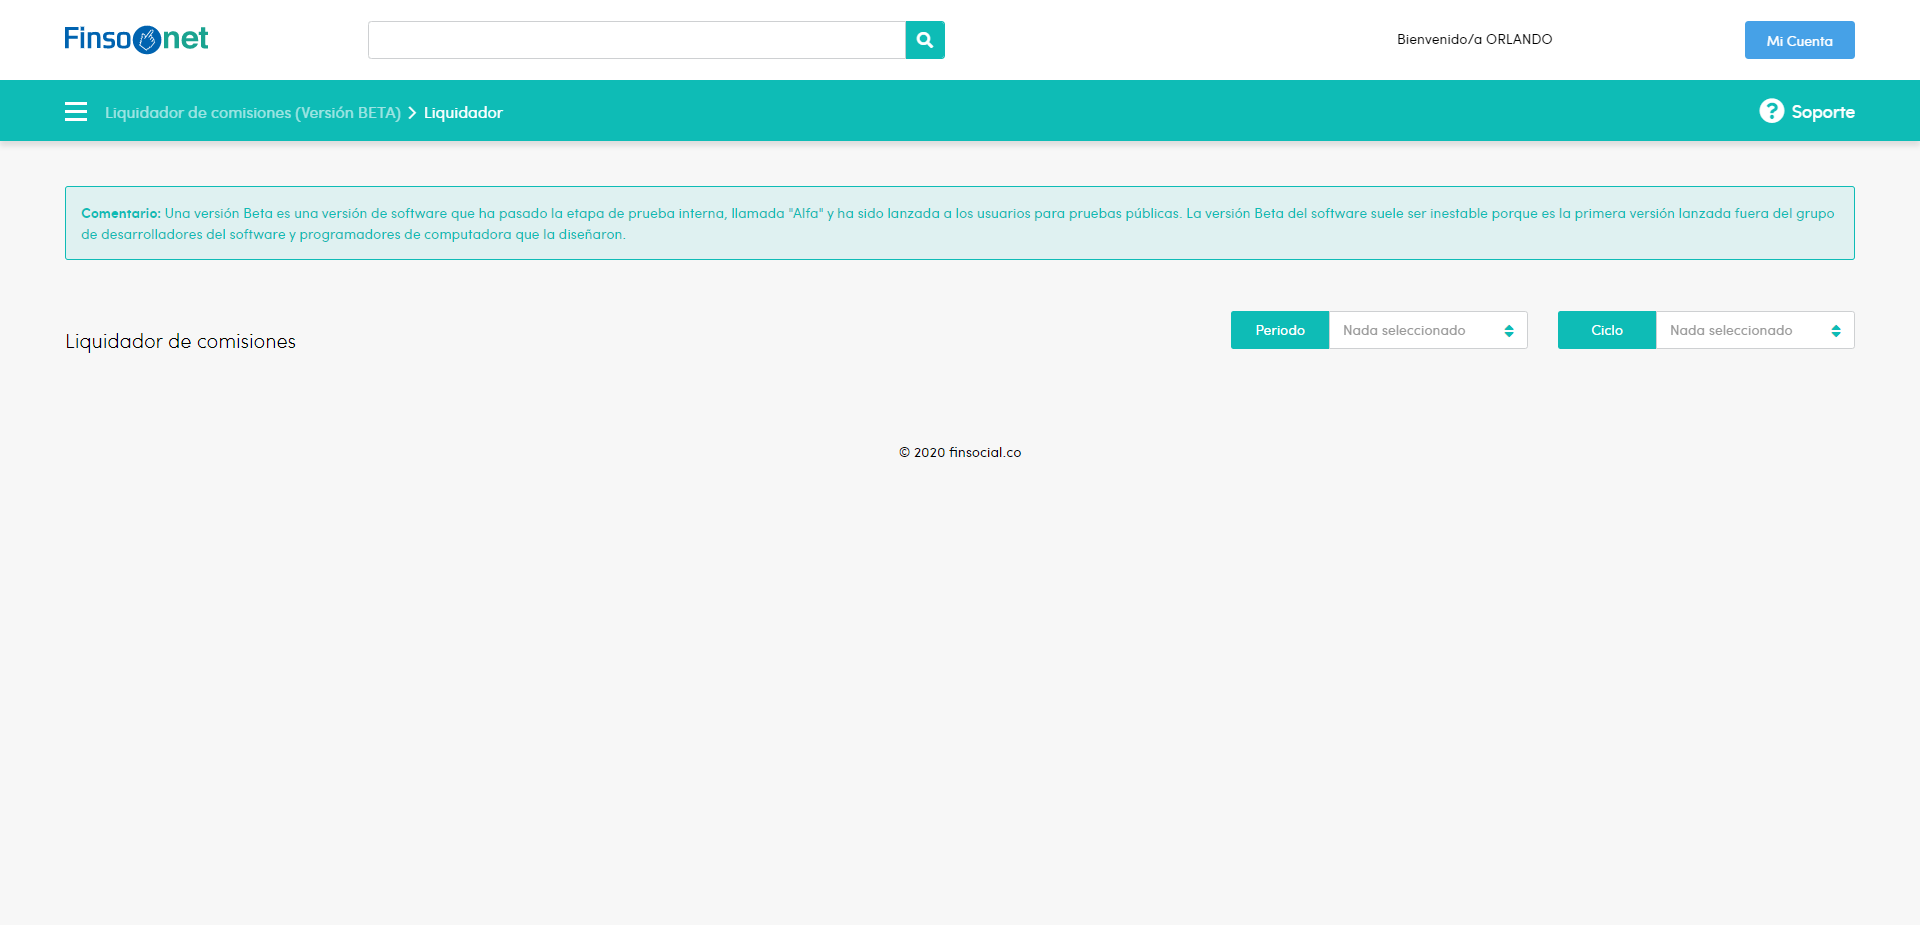 Finso net
Bienvenido/a ORLANDO
Mi Cuenta
Liquidador de comisiones (Versión BETA) > Liquidador
Soporte
Comentario: Una versión Beta es una versión de software que ha pasado la etapa de prueba interna, llamada "Alfa" y ha sido lanzada a los usuarios para pruebas públicas. La versión Beta del software suele ser inestable porque es la primera versión lanzada fuera del grupo
de desarrolladores del software y programadores de computadora que la diseñaron.
Liquidador de comisiones
Periodo
Nada seleccionado
Ciclo
Nada seleccionado
© 2020 finsocial.co